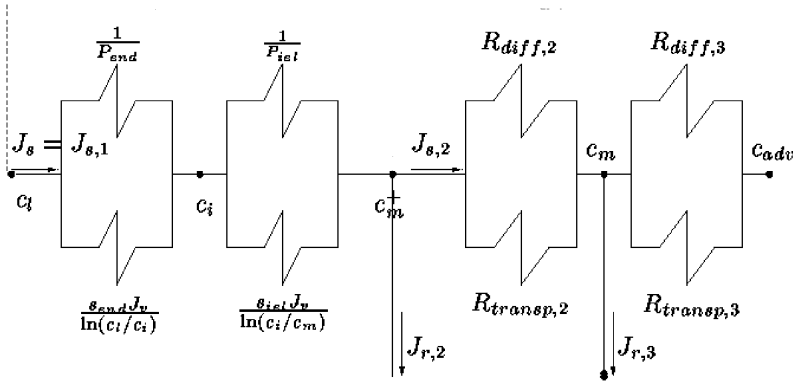 1/P_end
1/P_iel
R_diff,2
R_diff,3
J_s = J_s,1
J_s,2
c_m
c_adv
c_l
c_i
c_m^+
s_end J_v / ln(c_l/c_i)
s_iel J_v / ln(c_i/c_m)
R_transp,2
R_transp,3
J_r,2
J_r,3